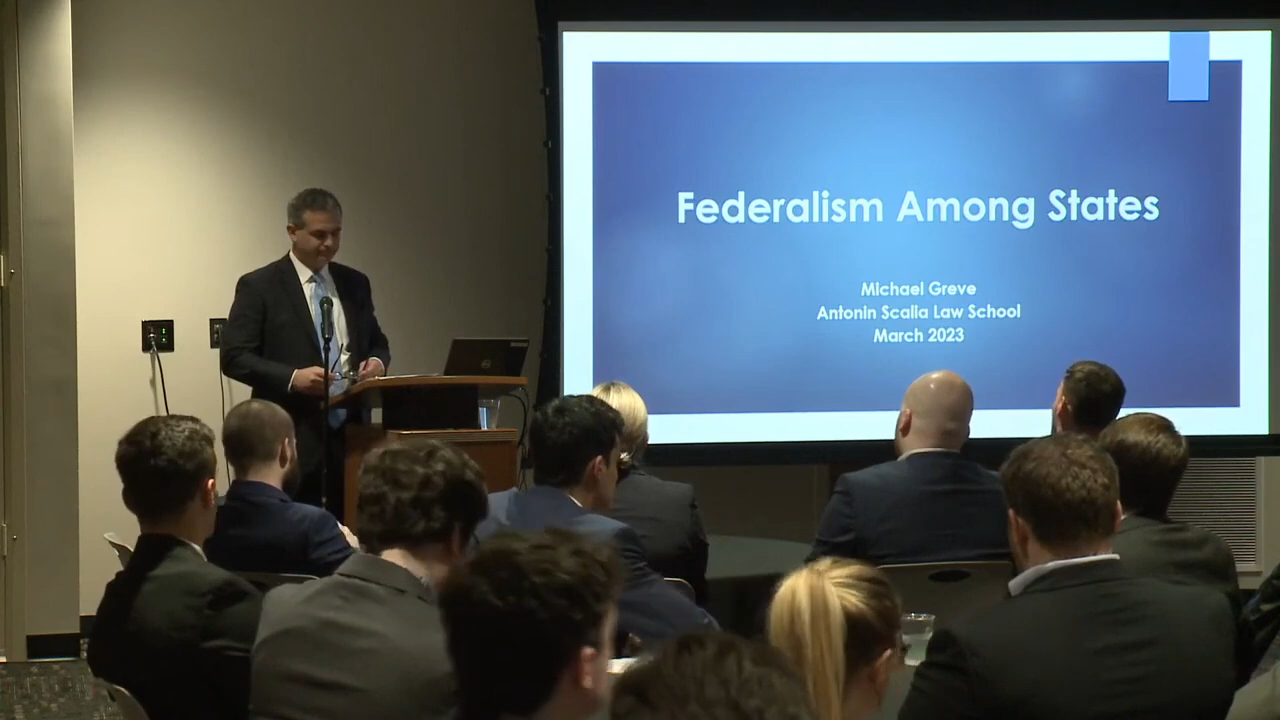 Federalism Among States
Michael Greve
Antonin Scalia Law School
March 2023